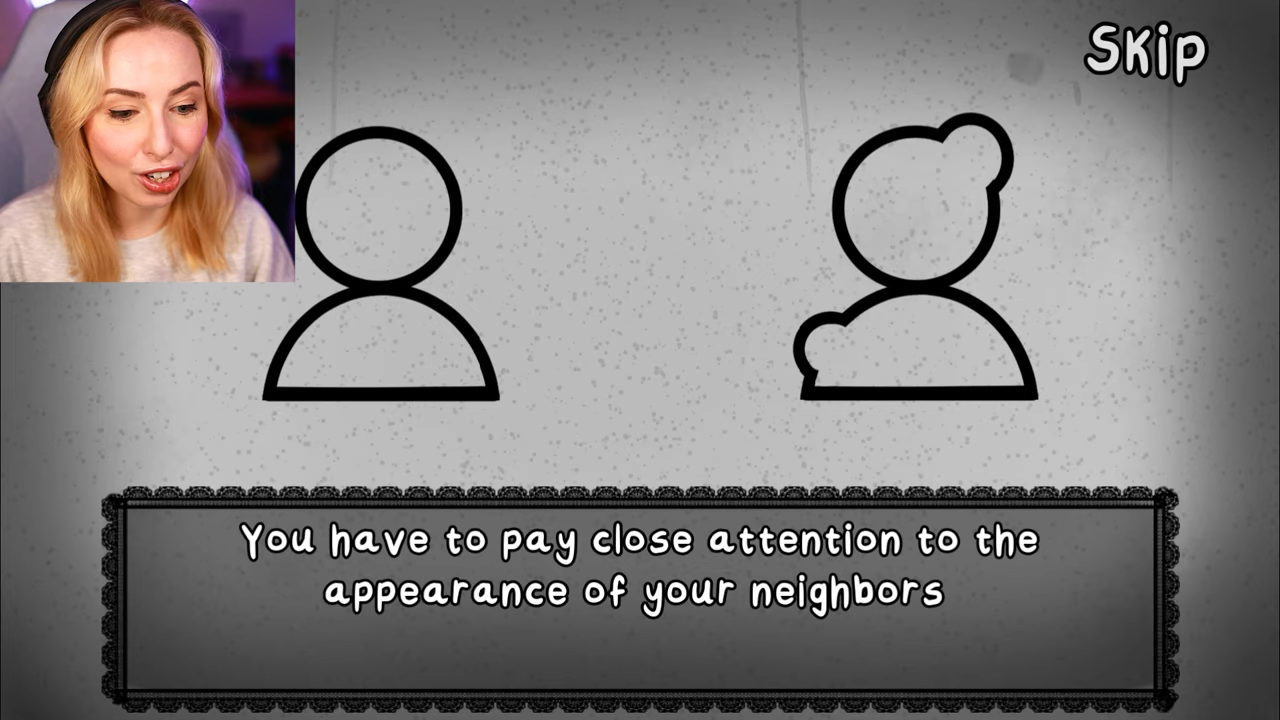 Skip
You have to pay close attention to the
appearance of your neighbors